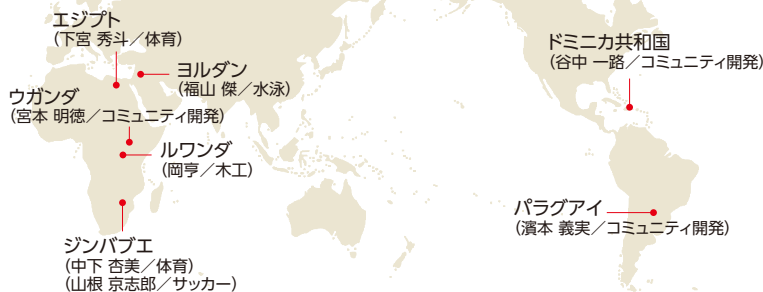 エジプト
（下宮 秀斗／体育）
ヨルダン
（福山 傑／水泳）
ウガンダ
（宮本 明徳／コミュニティ開発）
ルワンダ
（岡亨／木工）
ジンバブエ
（中下 杏美／体育）
（山根 京志郎／サッカー）
ドミニカ共和国
（谷中 一路／コミュニティ開発）
パラグアイ
（濱本 義実／コミュニティ開発）